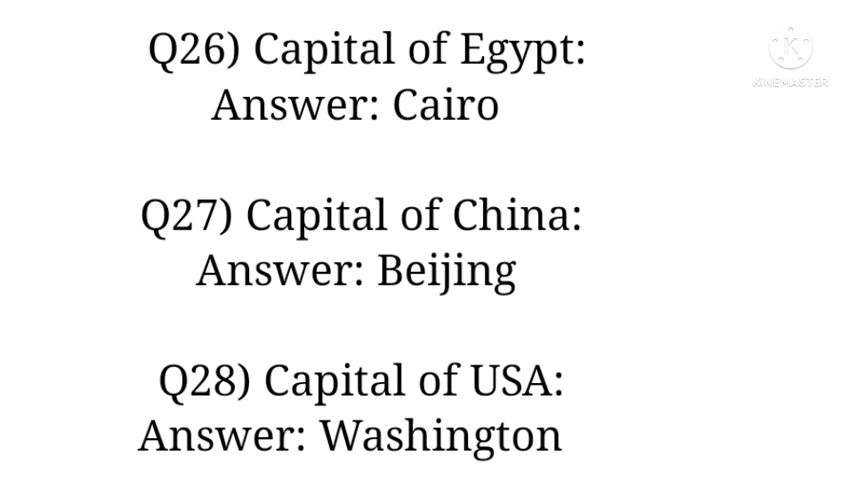 Q26) Capital of Egypt:
Answer: Cairo
Q27) Capital of China:
Answer: Beijing
Q28) Capital of USA:
Answer: Washington
K
KINEMASTER